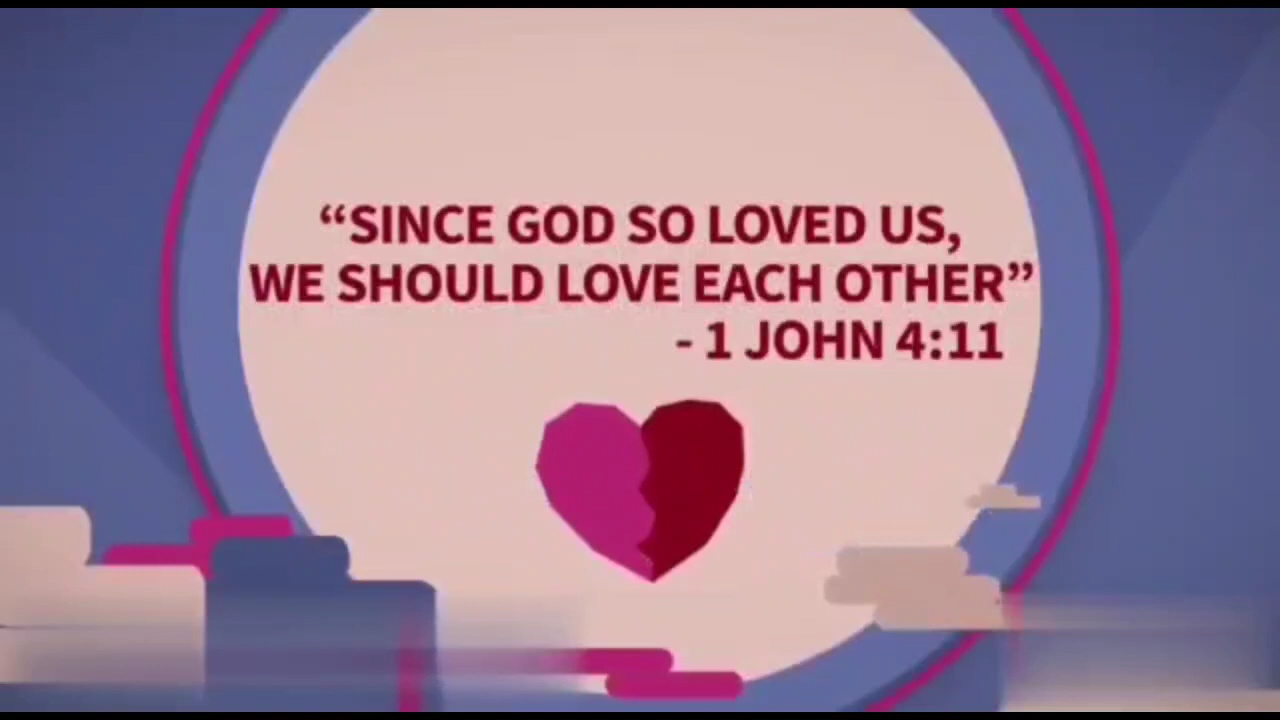 “SINCE GOD SO LOVED US,
WE SHOULD LOVE EACH OTHER”
- 1 JOHN 4:11